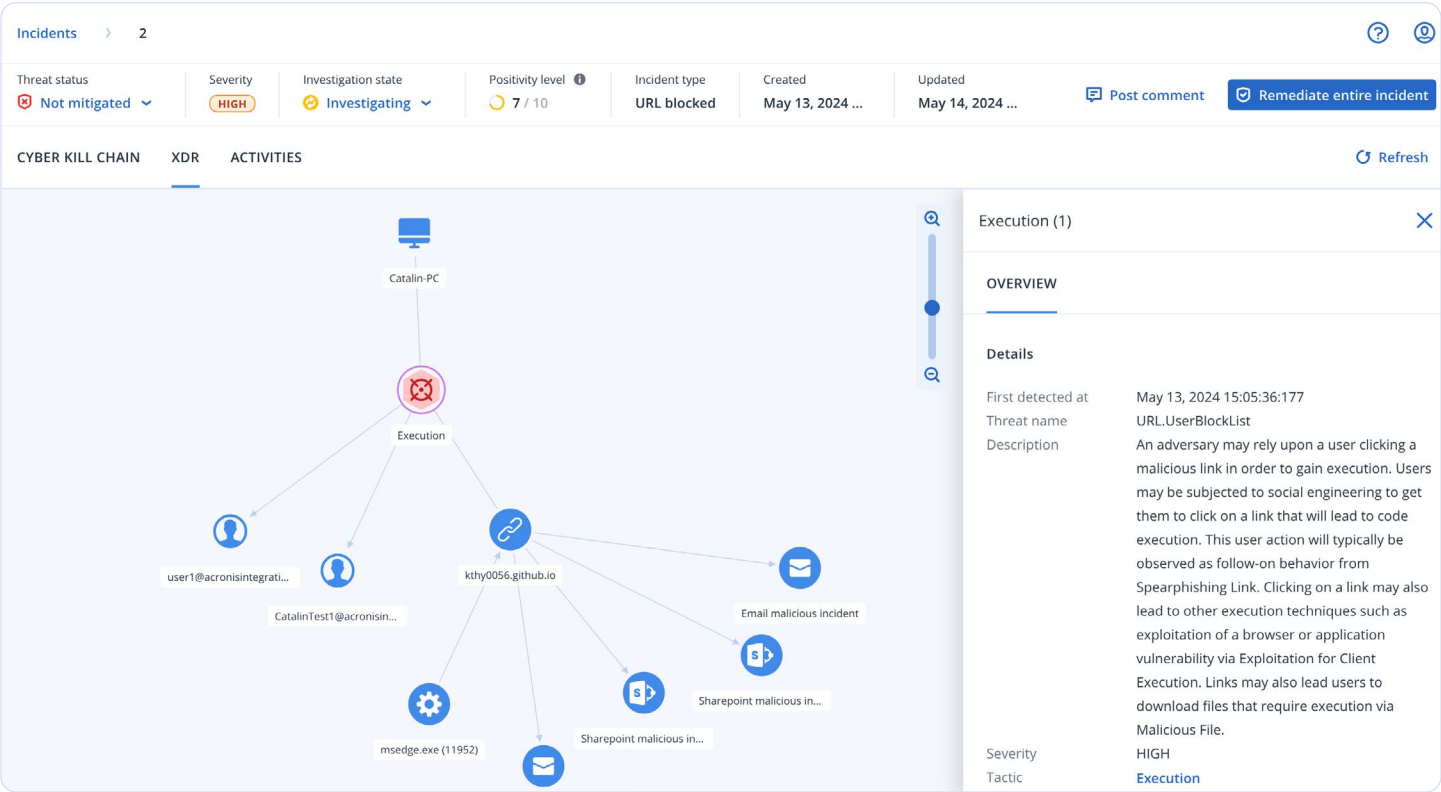 Incidents > 2
Threat status
Not mitigated
Severity
HIGH
Investigation state
Investigating
Positivity level
7 / 10
Incident type
URL blocked
Created
May 13, 2024 ...
Updated
May 14, 2024 ...
Post comment
Remediate entire incident
CYBER KILL CHAIN
XDR
ACTIVITIES
Refresh
Catalin-PC
Execution
user1@acronisintegrati...
CatalinTest1@acronisin...
kthy0056.github.io
Email malicious incident
Sharepoint malicious in...
Sharepoint malicious in...
msedge.exe (11952)
Execution (1)
OVERVIEW
Details
First detected at May 13, 2024 15:05:36:177
Threat name URL.UserBlockList
Description An adversary may rely upon a user clicking a
malicious link in order to gain execution. Users
may be subjected to social engineering to get
them to click on a link that will lead to code
execution. This user action will typically be
observed as follow-on behavior from
Spearphishing Link. Clicking on a link may also
lead to other execution techniques such as
exploitation of a browser or application
vulnerability via Exploitation for Client
Execution. Links may also lead users to
download files that require execution via
Malicious File.
Severity HIGH
Tactic Execution